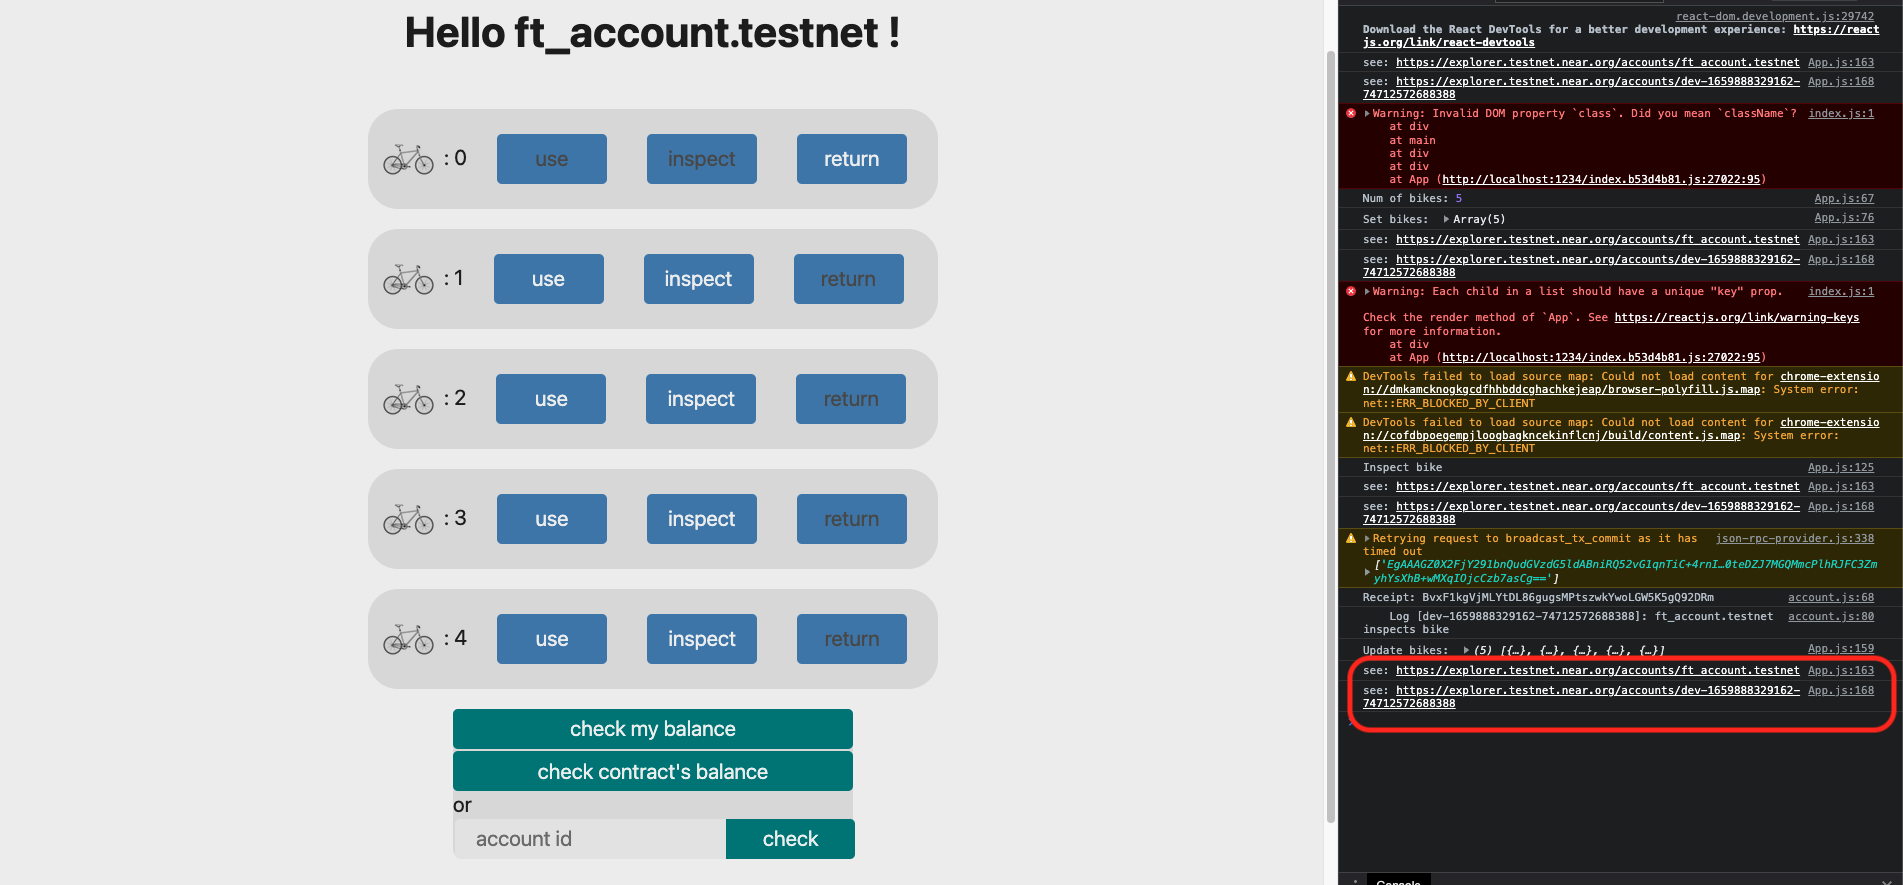 Hello ft_account.testnet !
: 0
use
inspect
return
: 1
use
inspect
return
: 2
use
inspect
return
: 3
use
inspect
return
: 4
use
inspect
return
check my balance
check contract's balance
or
account id
check
react-dom.development.js:29742
Download the React DevTools for a better development experience: https://react
js.org/link/react-devtools
see: https://explorer.testnet.near.org/accounts/ft_account.testnet App.js:163
see: https://explorer.testnet.near.org/accounts/dev-1659888329162- App.js:168
74712572688388
Warning: Invalid DOM property `class`. Did you mean `className`? index.js:1
at div
at main
at div
at div
at App (http://localhost:1234/index.b53d4b81.js:27022:95)
Num of bikes: 5 App.js:67
Set bikes: Array(5) App.js:76
see: https://explorer.testnet.near.org/accounts/ft_account.testnet App.js:163
see: https://explorer.testnet.near.org/accounts/dev-1659888329162- App.js:168
74712572688388
Warning: Each child in a list should have a unique "key" prop. index.js:1
Check the render method of `App`. See https://reactjs.org/link/warning-keys
for more information.
at div
at App (http://localhost:1234/index.b53d4b81.js:27022:95)
DevTools failed to load source map: Could not load content for chrome-extensio
n://dmkamcknogkgcdfhhbddcghachkejeap/browser-polyfill.js.map: System error:
net::ERR_BLOCKED_BY_CLIENT
DevTools failed to load source map: Could not load content for chrome-extensio
n://cofdbpoegempjloogbagkncekinflcnj/build/content.js.map: System error:
net::ERR_BLOCKED_BY_CLIENT
Inspect bike App.js:125
see: https://explorer.testnet.near.org/accounts/ft_account.testnet App.js:163
see: https://explorer.testnet.near.org/accounts/dev-1659888329162- App.js:168
74712572688388
Retrying request to broadcast_tx_commit as it has json-rpc-provider.js:338
timed out
['EgAAAGZ0X2FjY291bnQudGVzdG5ldABniRQ52vG1qnTiC+4rnI…0teDZJ7MGQMmcPlhRJFC3Zm
yhYsXhB+wMXqIOjcCzb7asCg==']
Receipt: BvxF1kgVjMLYtDL86gugsMPtszwkYwoLGW5K5gQ92DRm account.js:68
Log [dev-1659888329162-74712572688388]: ft_account.testnet account.js:80
inspects bike
Update bikes: (5) [{…}, {…}, {…}, {…}, {…}] App.js:159
see: https://explorer.testnet.near.org/accounts/ft_account.testnet App.js:163
see: https://explorer.testnet.near.org/accounts/dev-1659888329162- App.js:168
74712572688388
Console